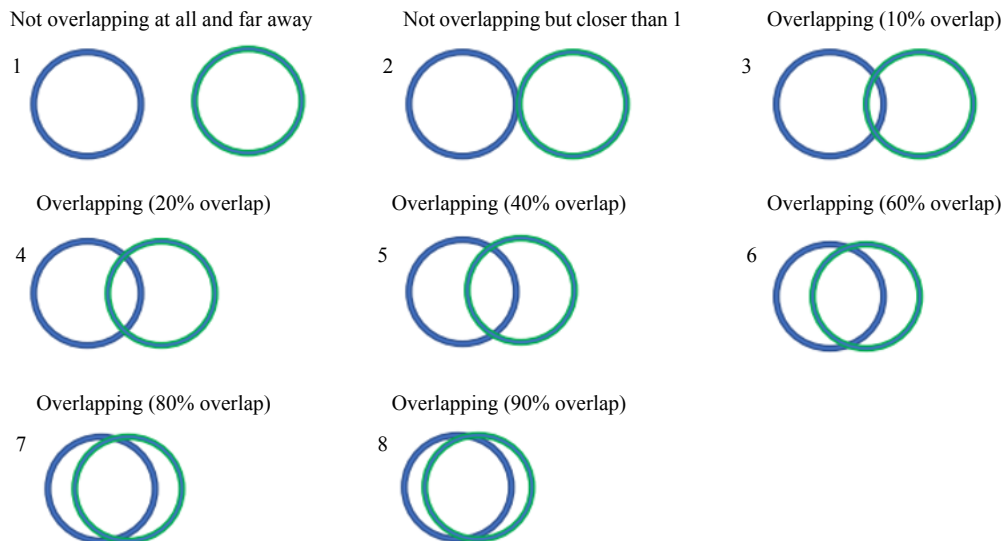 Not overlapping at all and far away
Not overlapping but closer than 1
Overlapping (10% overlap)
1
2
3
Overlapping (20% overlap)
Overlapping (40% overlap)
Overlapping (60% overlap)
4
5
6
Overlapping (80% overlap)
Overlapping (90% overlap)
7
8